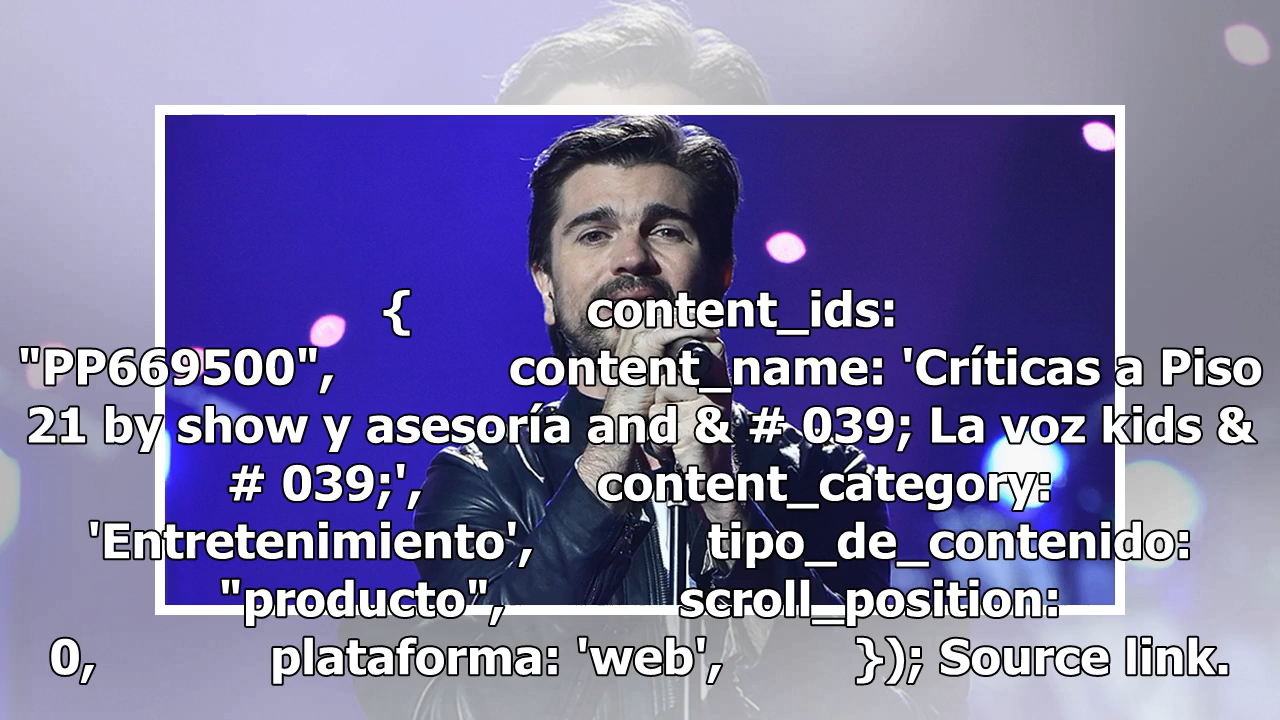 { content_ids:
"PP669500", content_name: 'Críticas a Piso
21 by show y asesoría and & # 039; La voz kids &
# 039;', content_category:
'Entretenimiento', tipo_de_contenido:
"producto", scroll_position:
0, plataforma: 'web', }); Source link.